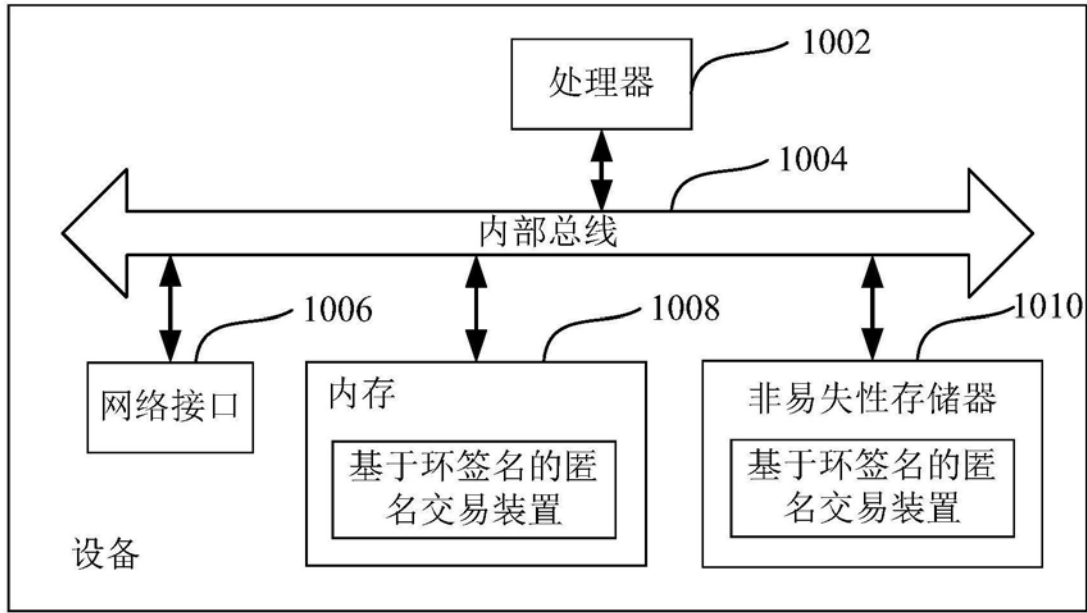 1002
处理器
1004
内部总线
1006
1008
1010
网络接口
内存
非易失性存储器
基于环签名的匿
名交易装置
基于环签名的匿
名交易装置
设备